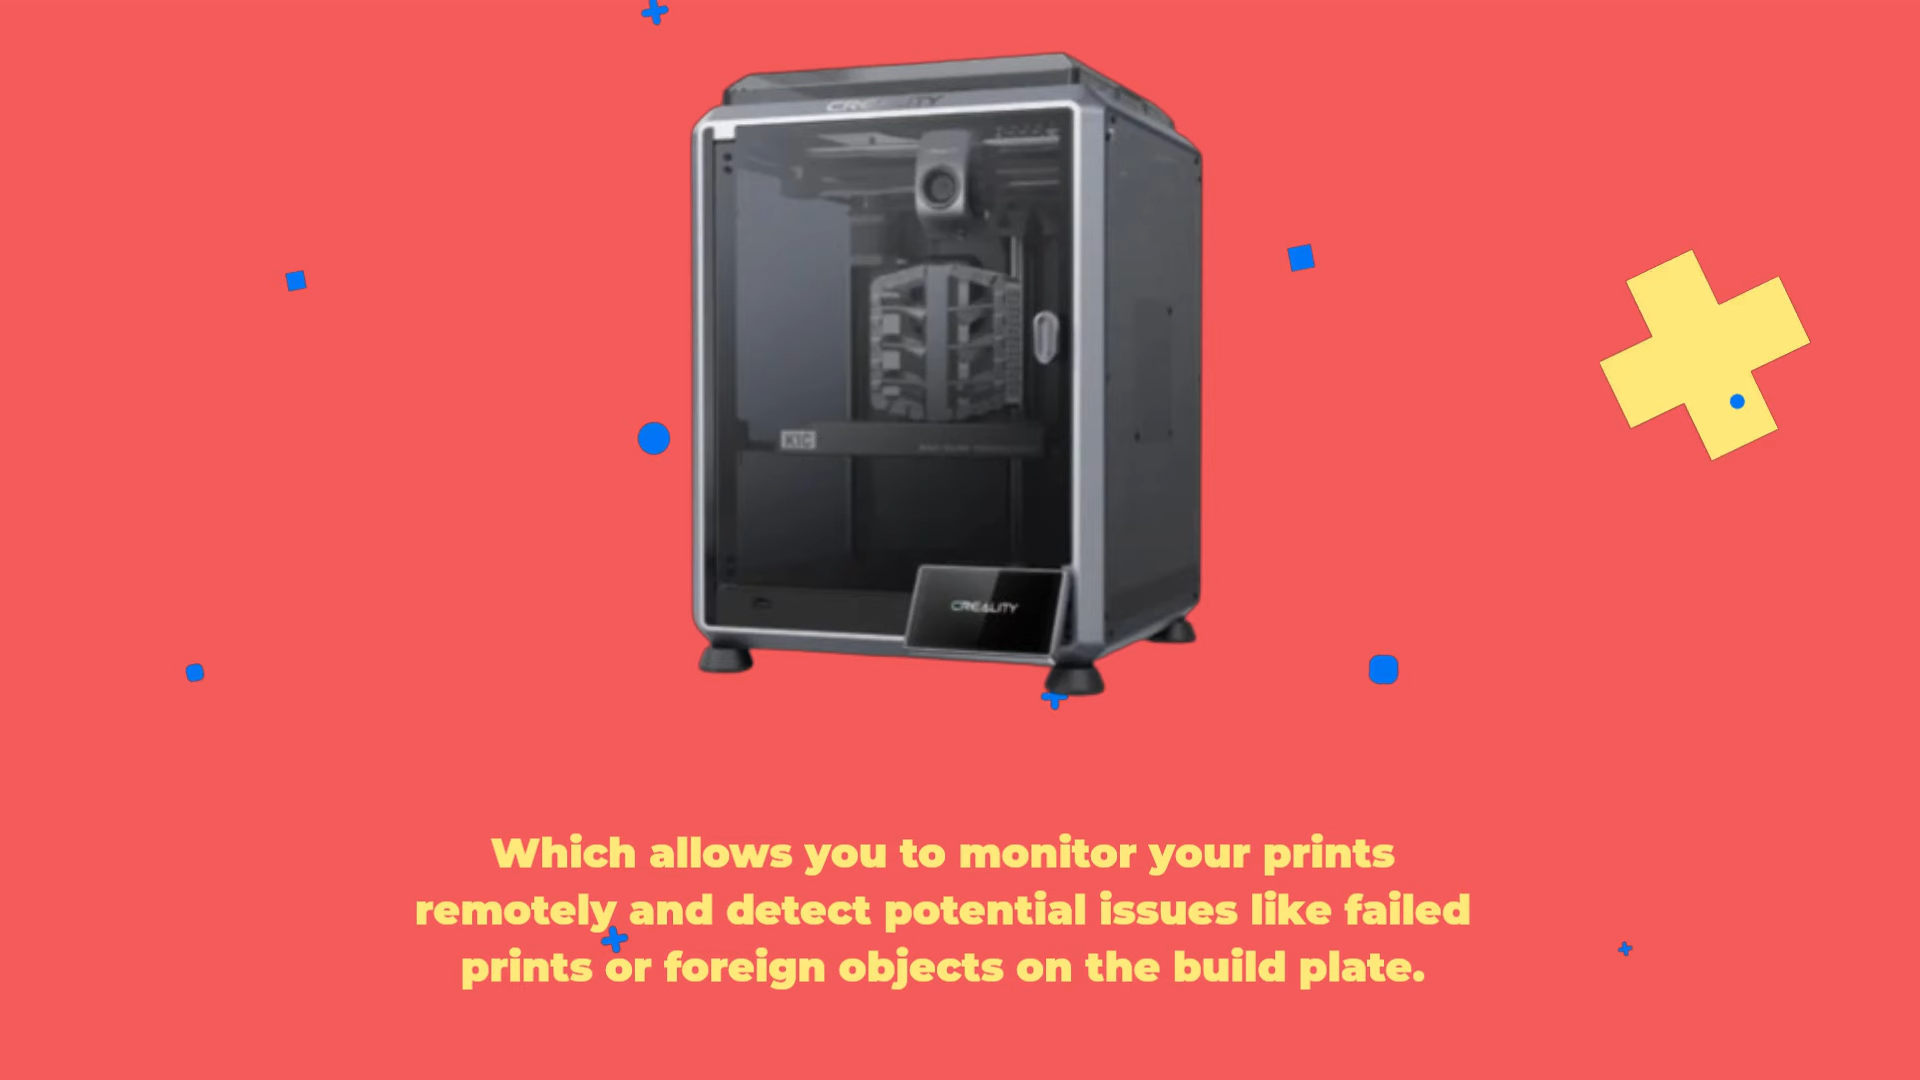 CREALITY
K1C
CREALITY
Which allows you to monitor your prints
remotely and detect potential issues like failed
prints or foreign objects on the build plate.